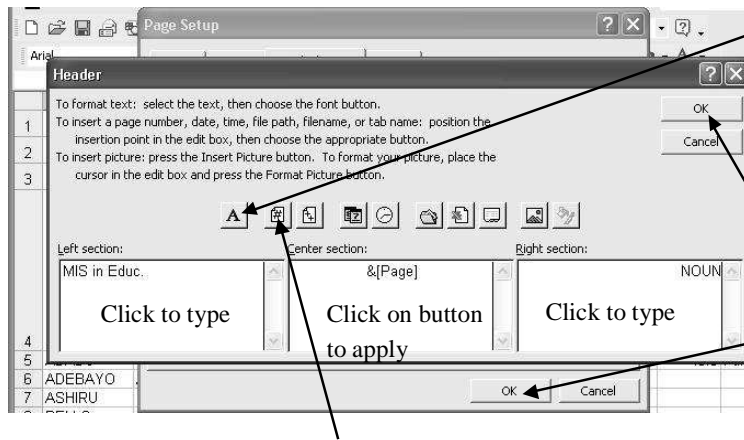 Page Setup
Arial
Header
To format text: select the text, then choose the font button.
To insert a page number, date, time, file path, filename, or tab name: position the
insertion point in the edit box, then choose the appropriate button.
To insert picture: press the Insert Picture button. To format your picture, place the
cursor in the edit box and press the Format Picture button.
OK
Cancel
1
2
3
A
Left section:
Center section:
Right section:
MIS in Educ.
&[Page]
NOUN
Click to type
Click on button
to apply
Click to type
4
5
6 ADEBAYO
7 ASHIRU
OK
Cancel